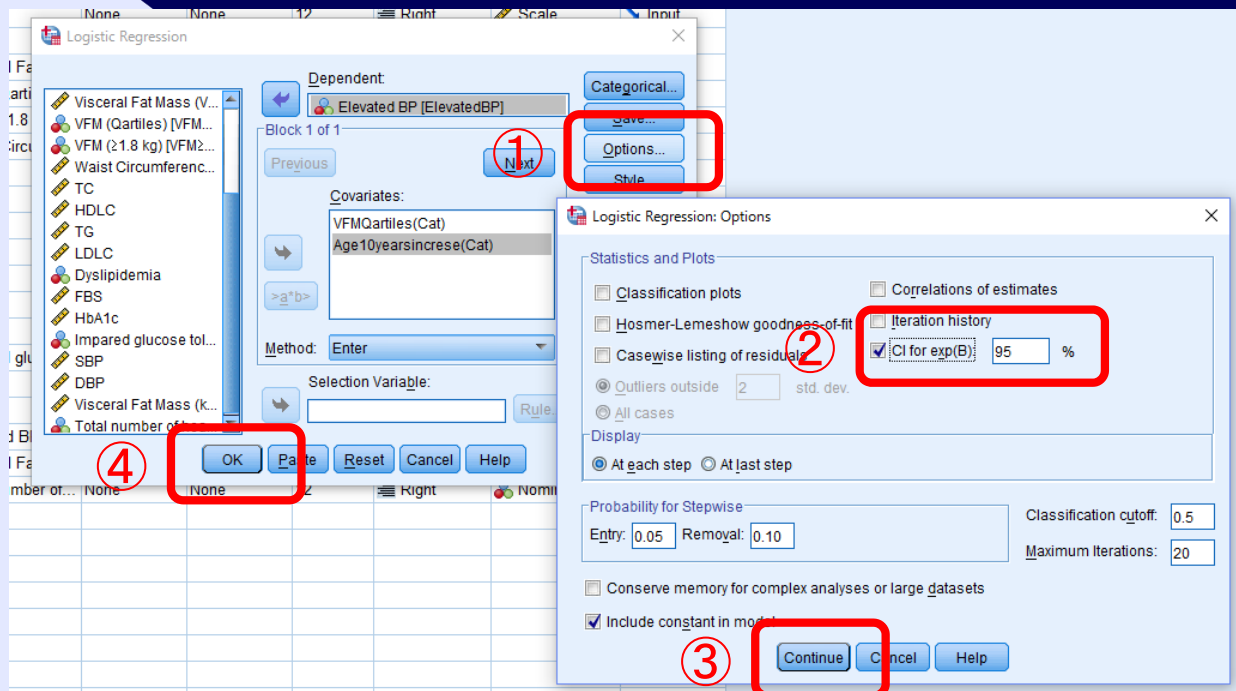 None None 12 Right Scale Input
Logistic Regression
Dependent:
Elevated BP [ElevatedBP]
Categorical...
Save...
Options...
Style...
①
Block 1 of 1
Previous
Next
Visceral Fat Mass (V...
VFM (Qartiles) [VFM...
VFM (≥1.8 kg) [VFM≥...
Waist Circumferenc...
TC
HDLC
TG
LDLC
Dyslipidemia
FBS
HbA1c
Impared glucose tol...
SBP
DBP
Visceral Fat Mass (k...
Total number of
Covariates:
VFMQartiles(Cat)
Age10yearsincrese(Cat)
>a*b>
Method: Enter
Selection Variable:
Rule.
④
OK Paste Reset Cancel Help
mber of... None None 12 Right Nomin
Logistic Regression: Options
Statistics and Plots
Classification plots
Correlations of estimates
Hosmer-Lemeshow goodness-of-fit
Iteration history
Casewise listing of residuals
②
CI for exp(B): 95 %
Outliers outside 2 std. dev.
All cases
Display
At each step At last step
Probability for Stepwise
Entry: 0.05 Removal: 0.10
Classification cutoff: 0.5
Maximum Iterations: 20
Conserve memory for complex analyses or large datasets
Include constant in model
③
Continue Cancel Help